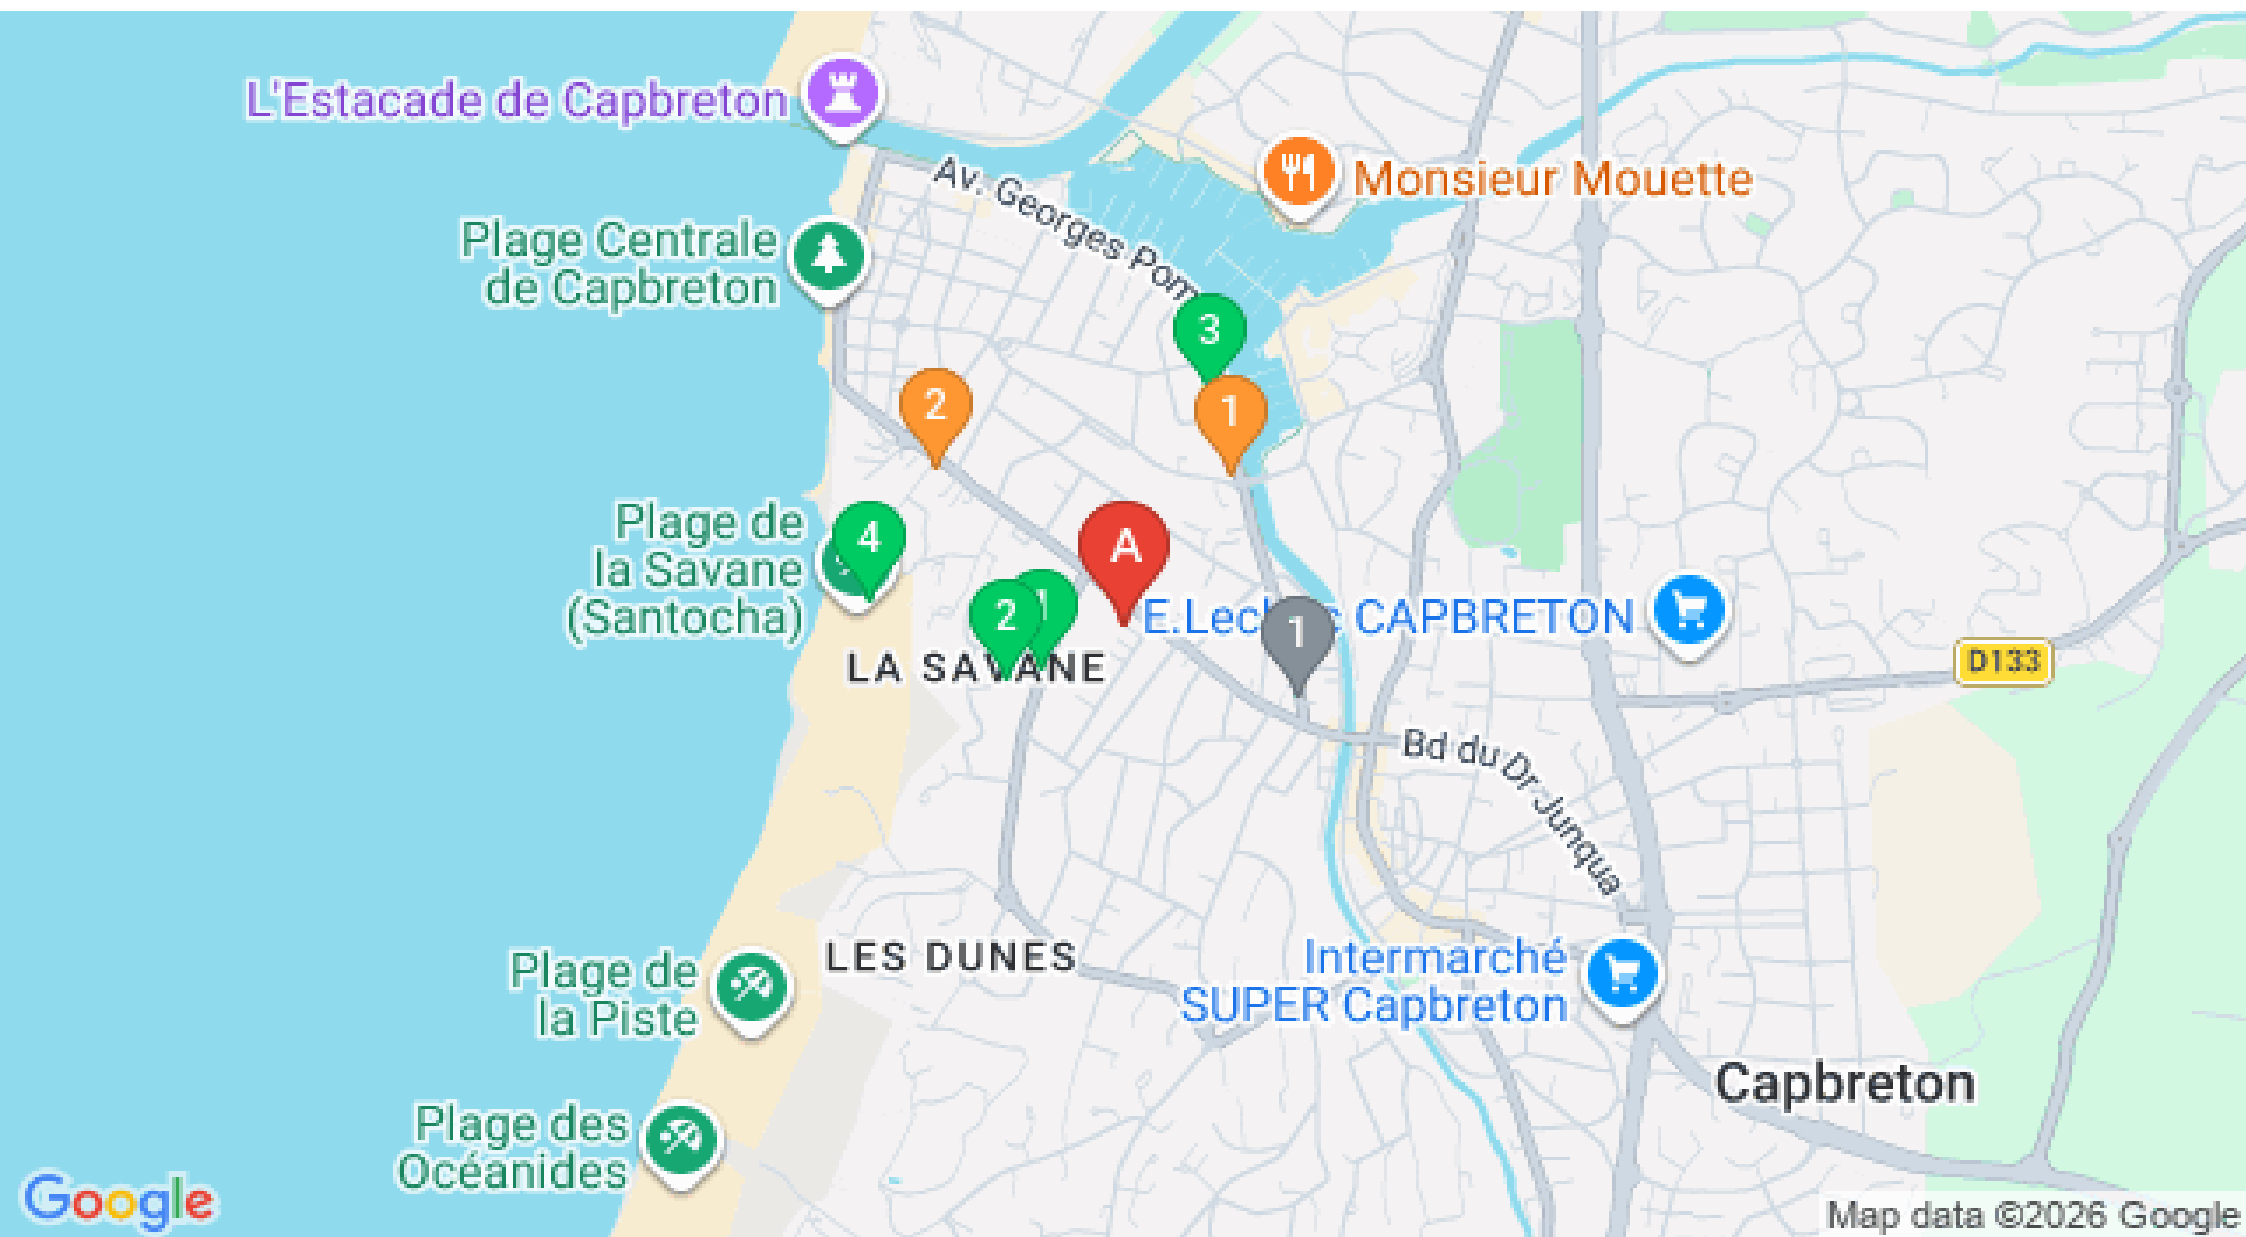 L'Estacade de Capbreton
Av. Georges Pom
Monsieur Mouette
Plage Centrale
de Capbreton
3
2
1
Plage de
la Savane
(Santocha)
4
A
2
1
E.Lec
c CAPBRETON
1
LA SAVANE
D133
Bd du Dr Junqua
LES DUNES
Plage de
la Piste
Intermarché
SUPER Capbreton
Capbreton
Plage des
Océanides
Google
Map data ©2026 Google